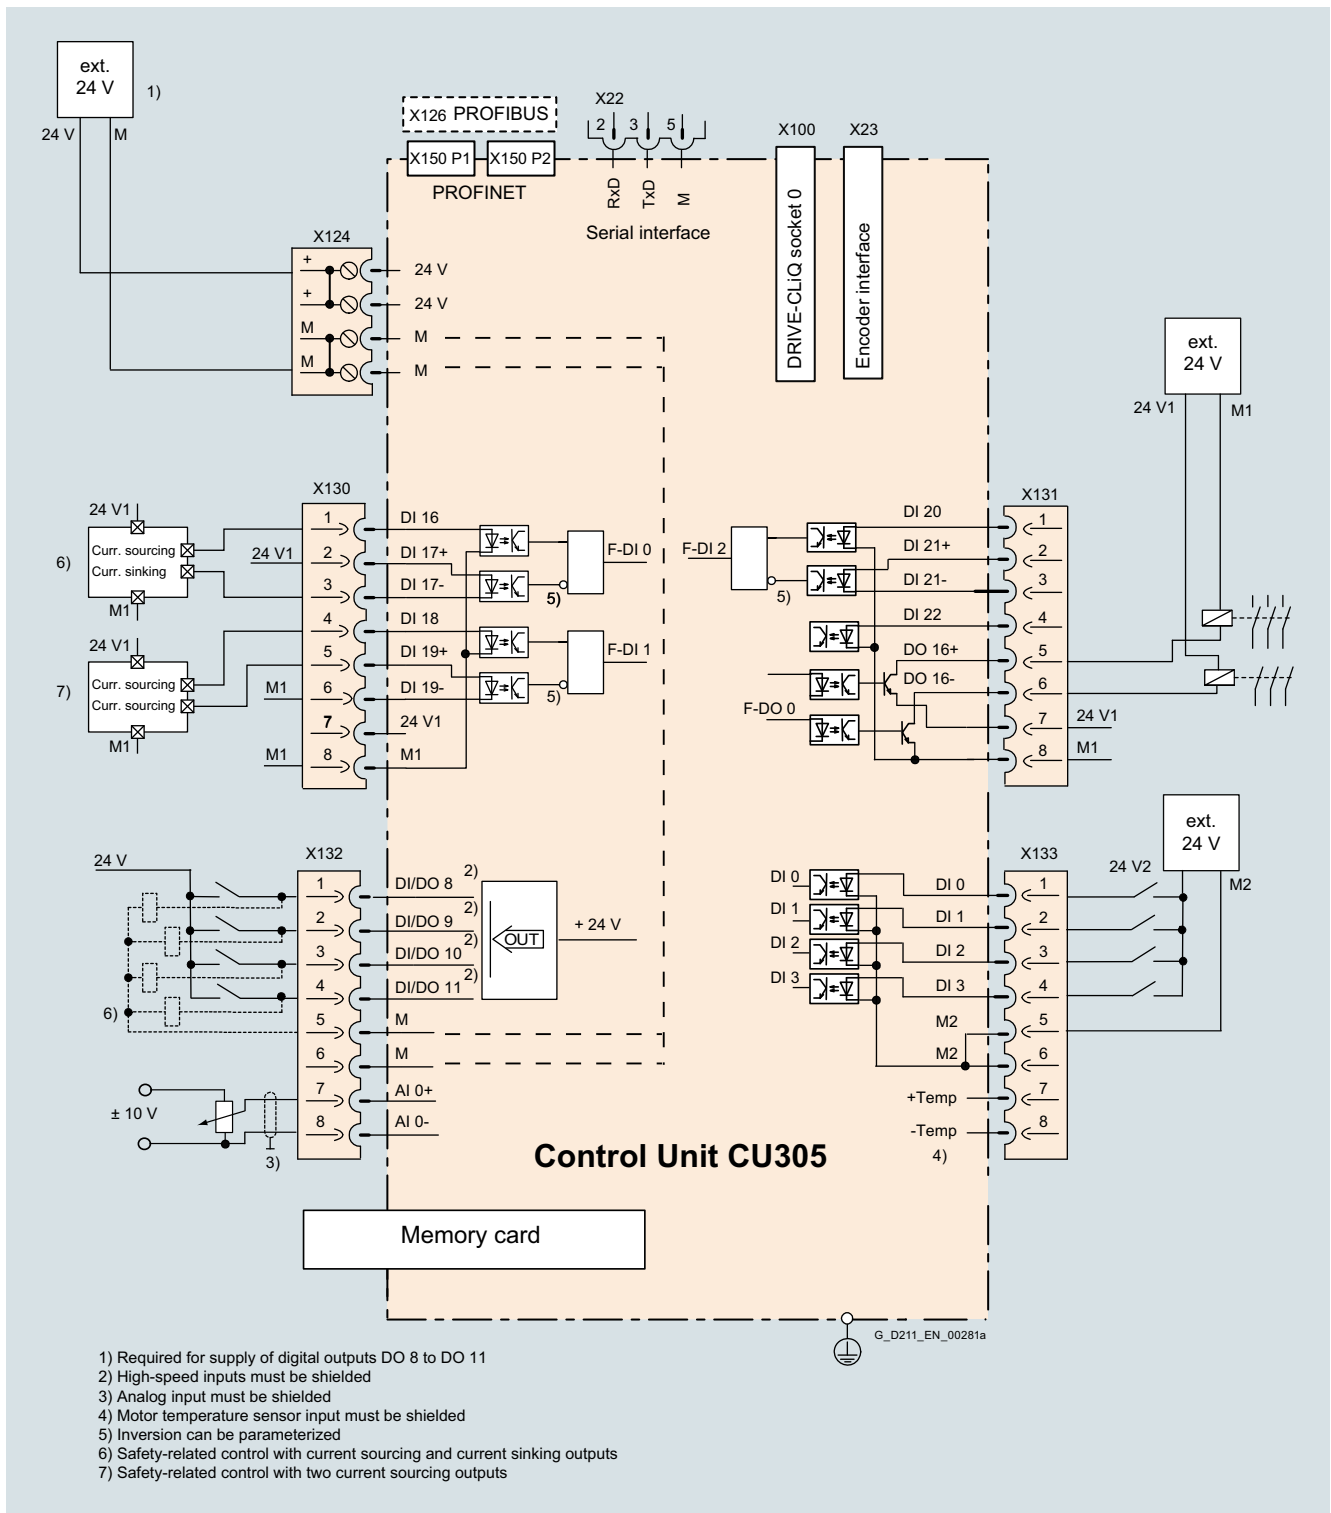 ext.
24 V
1)
24 V
M
X126 PROFIBUS
X150 P1
X150 P2
PROFINET
X22
2
3
5
RxD
TxD
M
Serial interface
X100
DRIVE-CLiQ socket 0
X23
Encoder interface
X124
+
24 V
+
24 V
M
M
M
M
ext.
24 V
24 V1
M1
X130
24 V1
Curr. sourcing
Curr. sinking
M1
6)
24 V1
1
2
3
4
5
6
7
8
24 V1
Curr. sourcing
Curr. sourcing
M1
7)
M1
M1
DI 16
DI 17+
DI 17-
DI 18
DI 19+
DI 19-
24 V1
M1
5)
5)
F-DI 0
F-DI 1
F-DI 2
5)
F-DO 0
DI 20
DI 21+
DI 21-
DI 22
DO 16+
DO 16-
X131
1
2
3
4
5
6
7
8
24 V1
M1
X132
24 V
6)
1
2
3
4
5
6
7
8
DI/DO 8
2)
DI/DO 9
2)
DI/DO 10
2)
DI/DO 11
2)
OUT
+ 24 V
M
M
AI 0+
AI 0-
± 10 V
3)
ext.
24 V
24 V2
M2
X133
DI 0
DI 1
DI 2
DI 3
DI 0
DI 1
DI 2
DI 3
M2
M2
+Temp
-Temp
4)
1
2
3
4
5
6
7
8
Control Unit CU305
Memory card
G_D211_EN_00281a
1) Required for supply of digital outputs DO 8 to DO 11
2) High-speed inputs must be shielded
3) Analog input must be shielded
4) Motor temperature sensor input must be shielded
5) Inversion can be parameterized
6) Safety-related control with current sourcing and current sinking outputs
7) Safety-related control with two current sourcing outputs